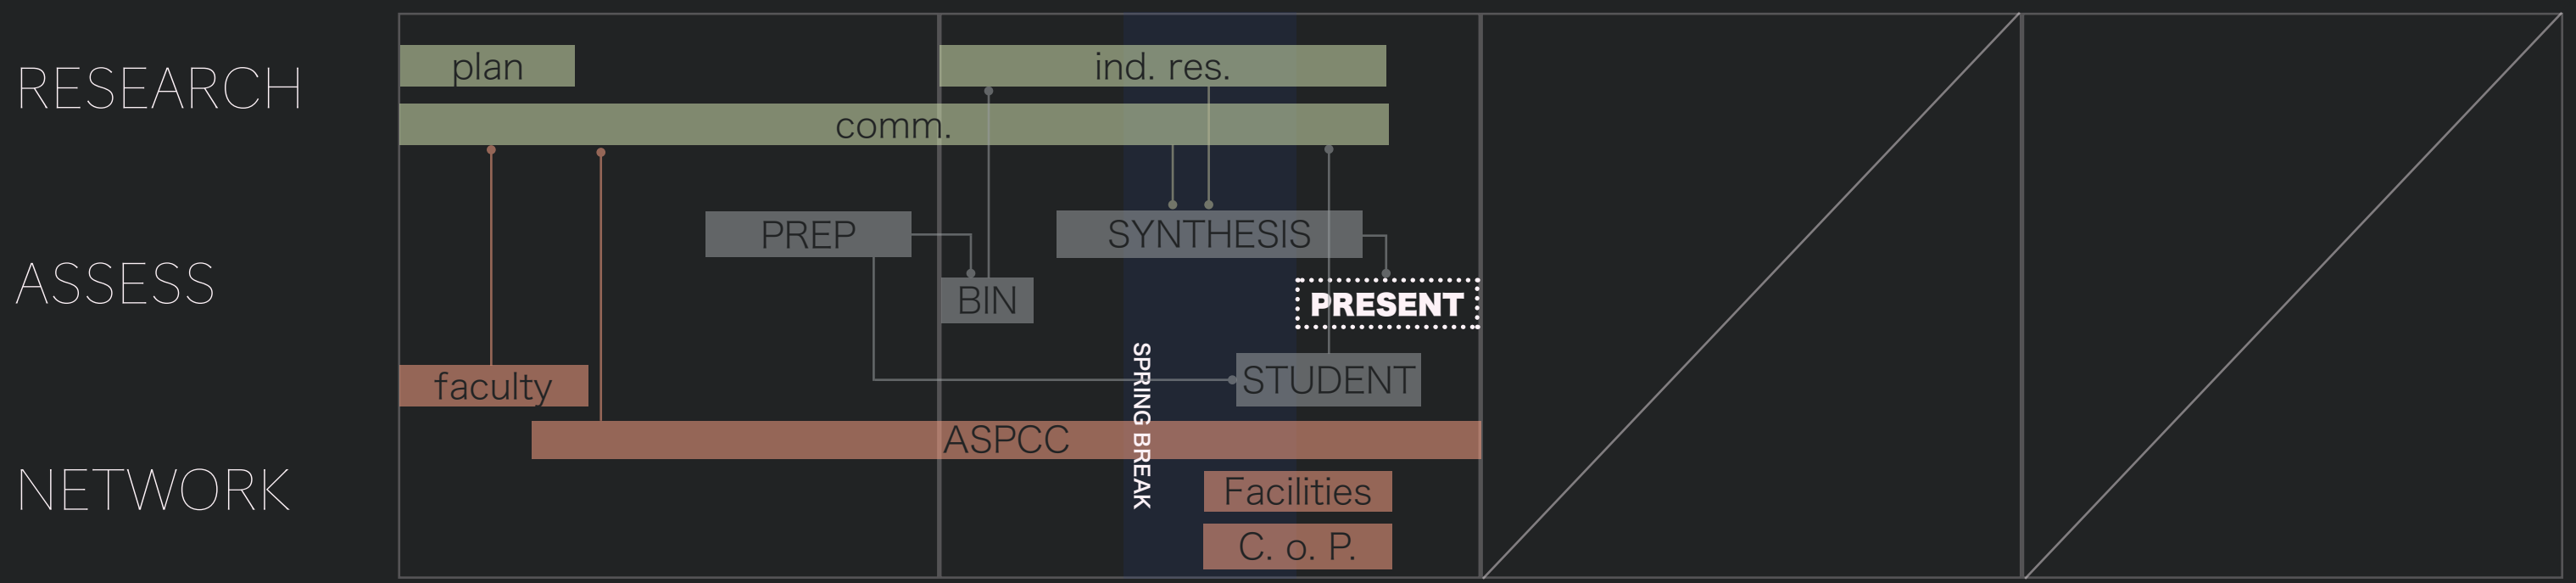 RESEARCH
plan
ind. res.
comm.
ASSESS
PREP
SYNTHESIS
BIN
PRESENT
STUDENT
SPRING BREAK
NETWORK
faculty
ASPCC
Facilities
C. o. P.